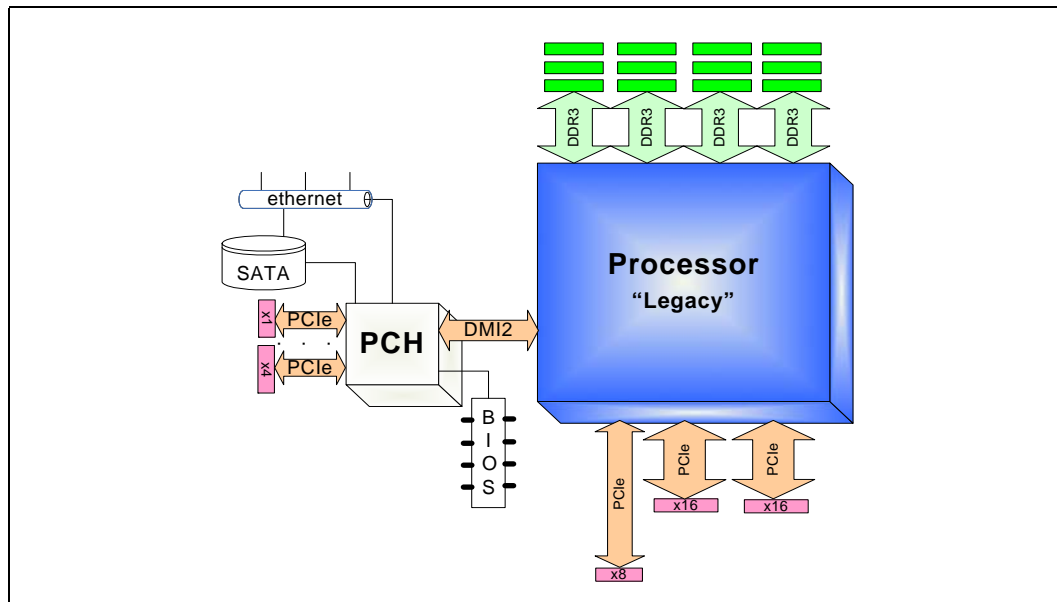 DDR3
DDR3
DDR3
DDR3
ethernet
SATA
Processor
“Legacy”
x1
PCIe
. . .
PCH
DMI2
x4
PCIe
B
I
O
S
PCIe
PCIe
PCIe
x16
x16
x8